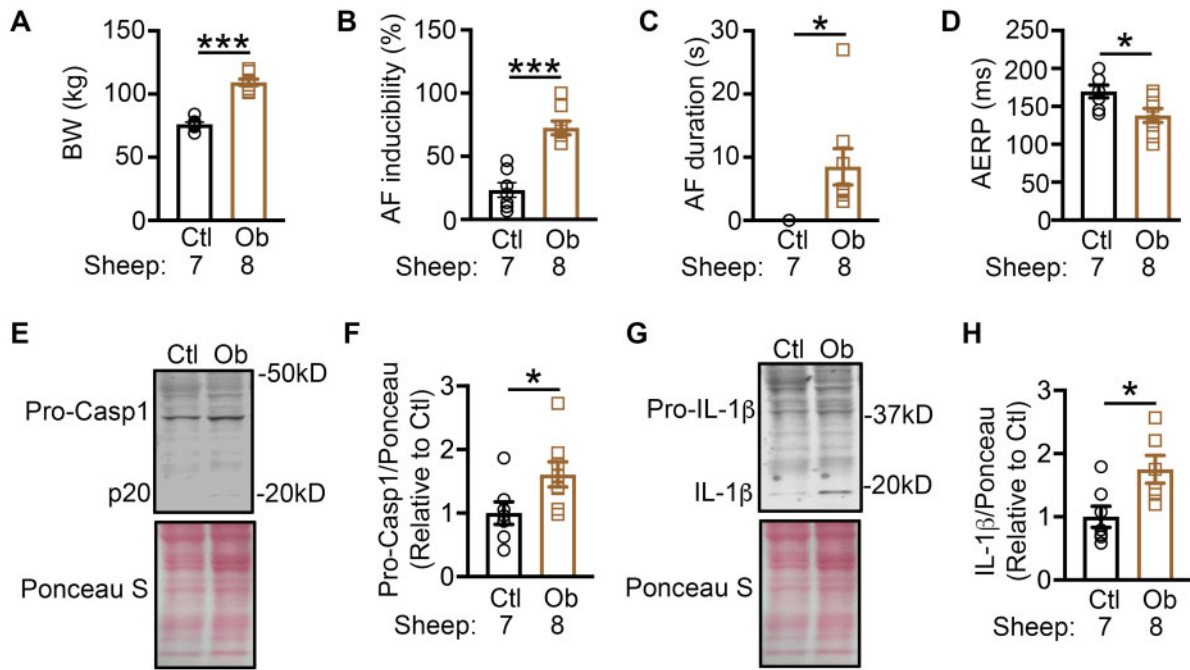 A
BW (kg)
150
100
50
0
***
Ctl Ob
Sheep: 7 8
B
AF inducibility (%)
150
100
50
0
***
Ctl Ob
7 8
C
AF duration (s)
30
20
10
0
*
Ctl Ob
Sheep: 7 8
D
AERP (ms)
250
200
150
100
50
0
*
Ctl Ob
Sheep: 7 8
E
Ctl Ob
-50kD
Pro-Casp1
p20
-20kD
Ponceau S
F
Pro-Casp1/Ponceau
(Relative to Ctl)
3
2
1
0
*
Ctl Ob
Sheep: 7 8
G
Ctl Ob
Pro-IL-1β
-37kD
IL-1β
-20kD
Ponceau S
H
IL-1β/Ponceau
(Relative to Ctl)
3
2
1
0
*
Ctl Ob
Sheep: 7 8